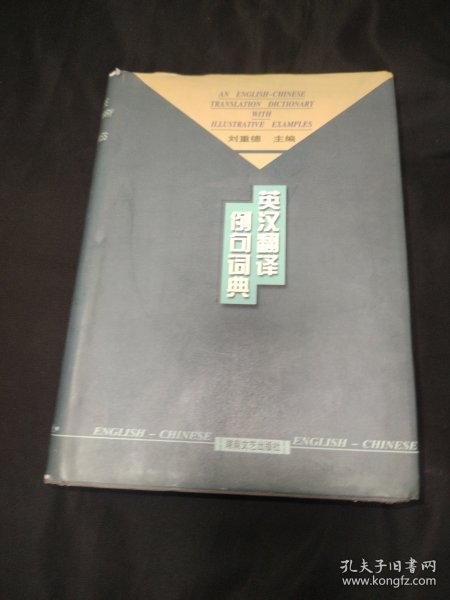 AN ENGLISH-CHINESE
TRANSLATION DICTIONARY
WITH
ILLUSTRATIVE EXAMPLES
刘重德 主编
英汉翻译
例句词典
ENGLISH - CHINESE
湖南文艺出版社
ENGLISH - CHINESE
孔夫子旧书网
www.kongfz.com